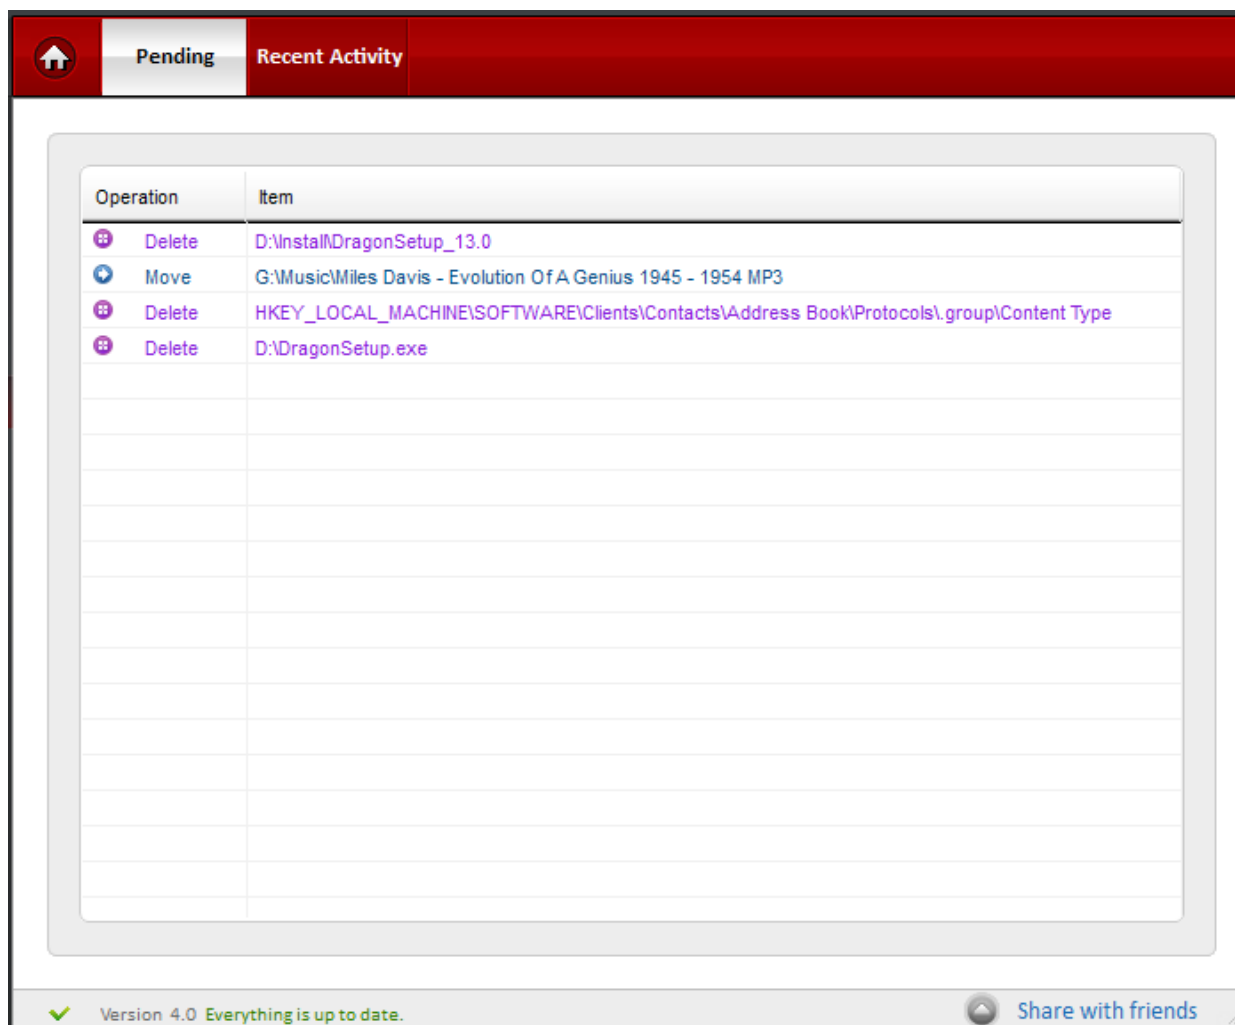 Pending Recent Activity
Operation Item
Delete D:\Install\DragonSetup_13.0
Move G:\Music\Miles Davis - Evolution Of A Genius 1945 - 1954 MP3
Delete HKEY_LOCAL_MACHINE\SOFTWARE\Clients\Contacts\Address Book\Protocols\.group\Content Type
Delete D:\DragonSetup.exe
Version 4.0 Everything is up to date. Share with friends